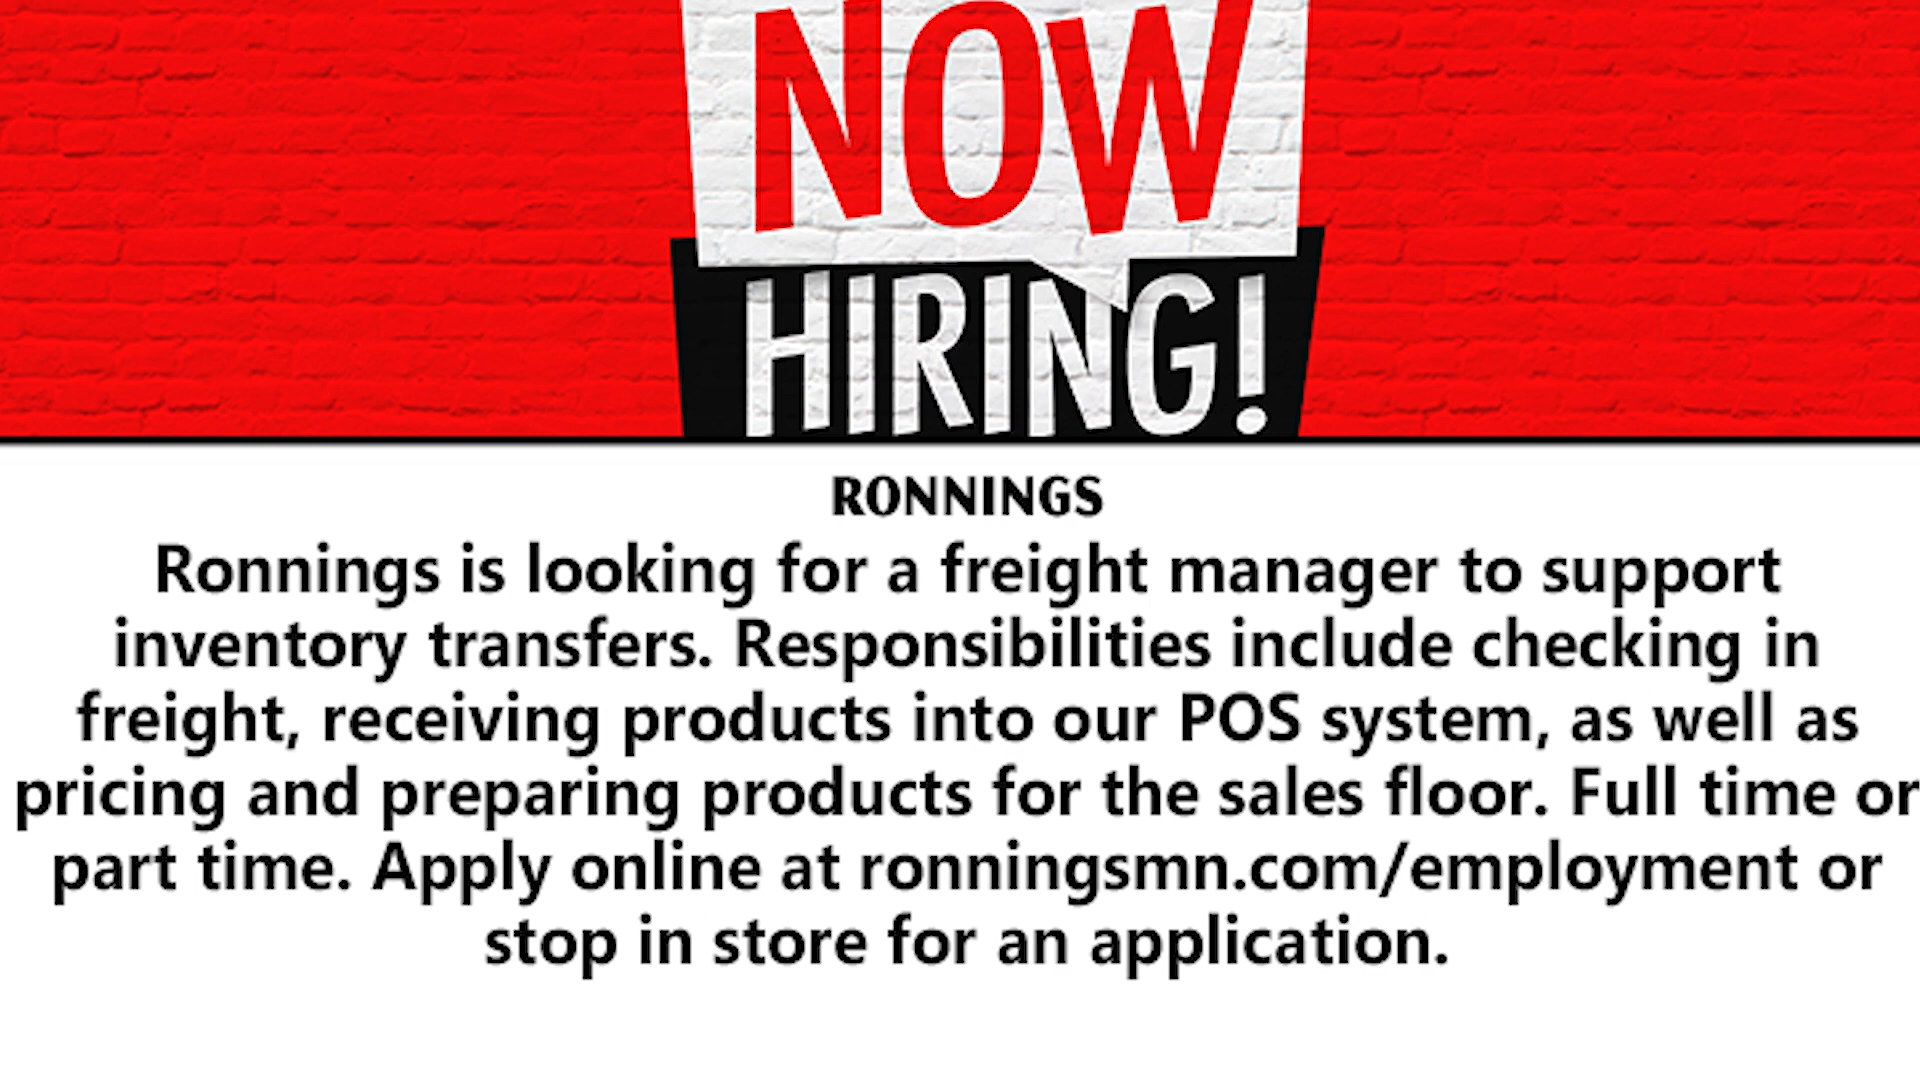 NOW
HIRING!
RONNINGS
Ronnings is looking for a freight manager to support
inventory transfers. Responsibilities include checking in
freight, receiving products into our POS system, as well as
pricing and preparing products for the sales floor. Full time or
part time. Apply online at ronningsmn.com/employment or
stop in store for an application.